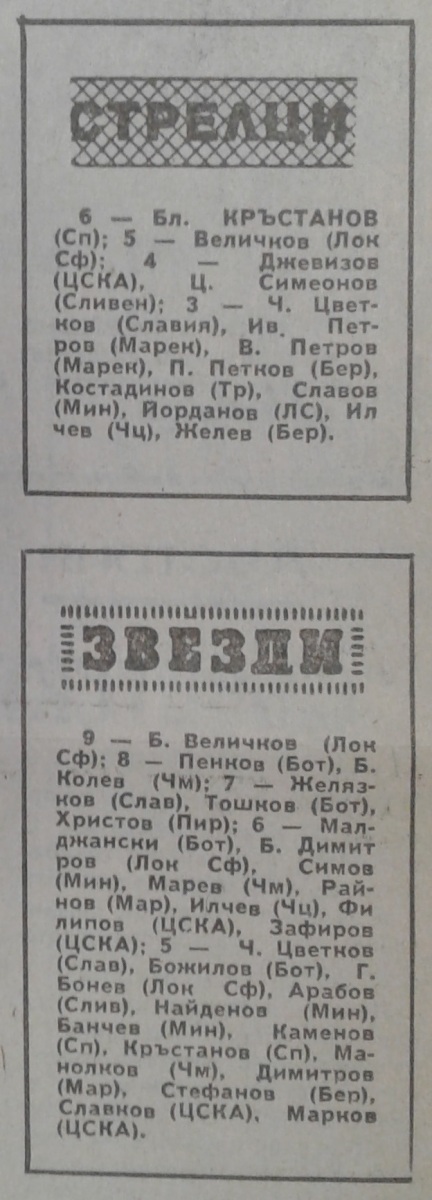 СТРЕЛЦИ
6 — Бл. КРЪСТАНОВ
(Сп); 5 — Величков (Лок
Сф); 4 — Джевизов
(ЦСКА), Ц. Симеонов
(Сливен); 3 — Ч. Цвет-
ков (Славия), Ив. Пет-
ров (Марек), В. Петров
(Марек), П. Петков (Бер),
Костадинов (Тр), Славов
(Мин), Йорданов (ЛС), Ил
чев (Чц), Желев (Бер).
ЗВЕЗДИ
9 — Б. Величков (Лок
Сф); 8 — Пенков (Бот), Б.
Колев (Чм); 7 — Желяз-
ков (Слав), Тошков (Бот),
Христов (Пир); 6 — Мал-
джански (Бот), Б. Димит
ров (Лок Сф), Симов
(Мин), Марев (Чм), Рай-
нов (Мар), Илчев (Чц), Фи
липов (ЦСКА), Зафиров
(ЦСКА); 5 — Ч. Цветков
(Слав), Божилов (Бот), Г.
Бонев (Лок Сф), Арабов
(Слив), Найденов (Мин),
Банчев (Мин), Каменов
(Сп), Кръстанов (Сп), Ма-
нолков (Чм), Димитров
(Мар), Стефанов (Бер),
Славков (ЦСКА), Марков
(ЦСКА).